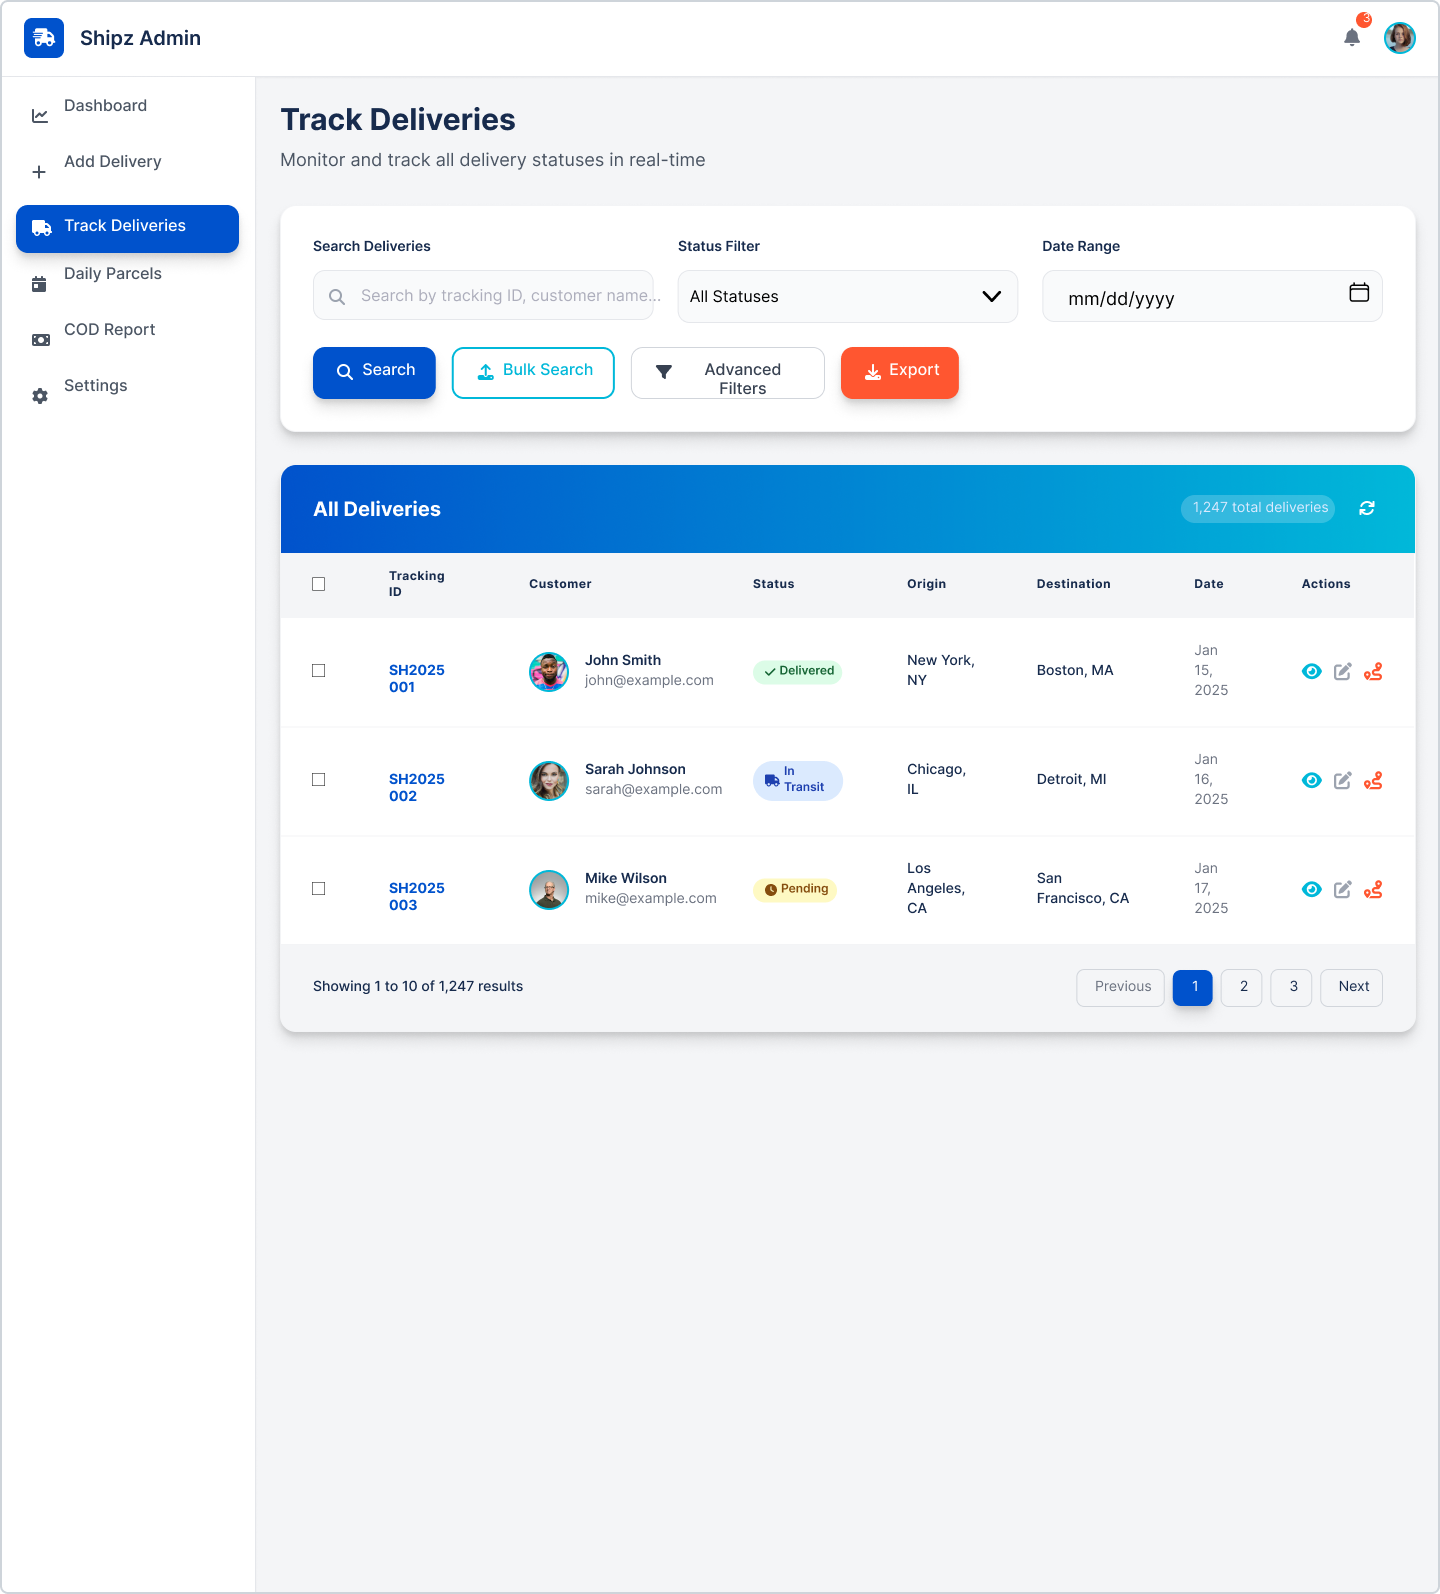 Shipz Admin
3
Dashboard
Add Delivery
Track Deliveries
Daily Parcels
COD Report
Settings
Track Deliveries
Monitor and track all delivery statuses in real-time
Search Deliveries
Search by tracking ID, customer name...
Status Filter
All Statuses
Date Range
mm/dd/yyyy
Search
Bulk Search
Advanced
Filters
Export
All Deliveries
1,247 total deliveries
Tracking
ID
Customer
Status
Origin
Destination
Date
Actions
SH2025
001
John Smith
john@example.com
Delivered
New York,
NY
Boston, MA
Jan
15,
2025
SH2025
002
Sarah Johnson
sarah@example.com
In
Transit
Chicago,
IL
Detroit, MI
Jan
16,
2025
SH2025
003
Mike Wilson
mike@example.com
Pending
Los
Angeles,
CA
San
Francisco, CA
Jan
17,
2025
Showing 1 to 10 of 1,247 results
Previous
1
2
3
Next